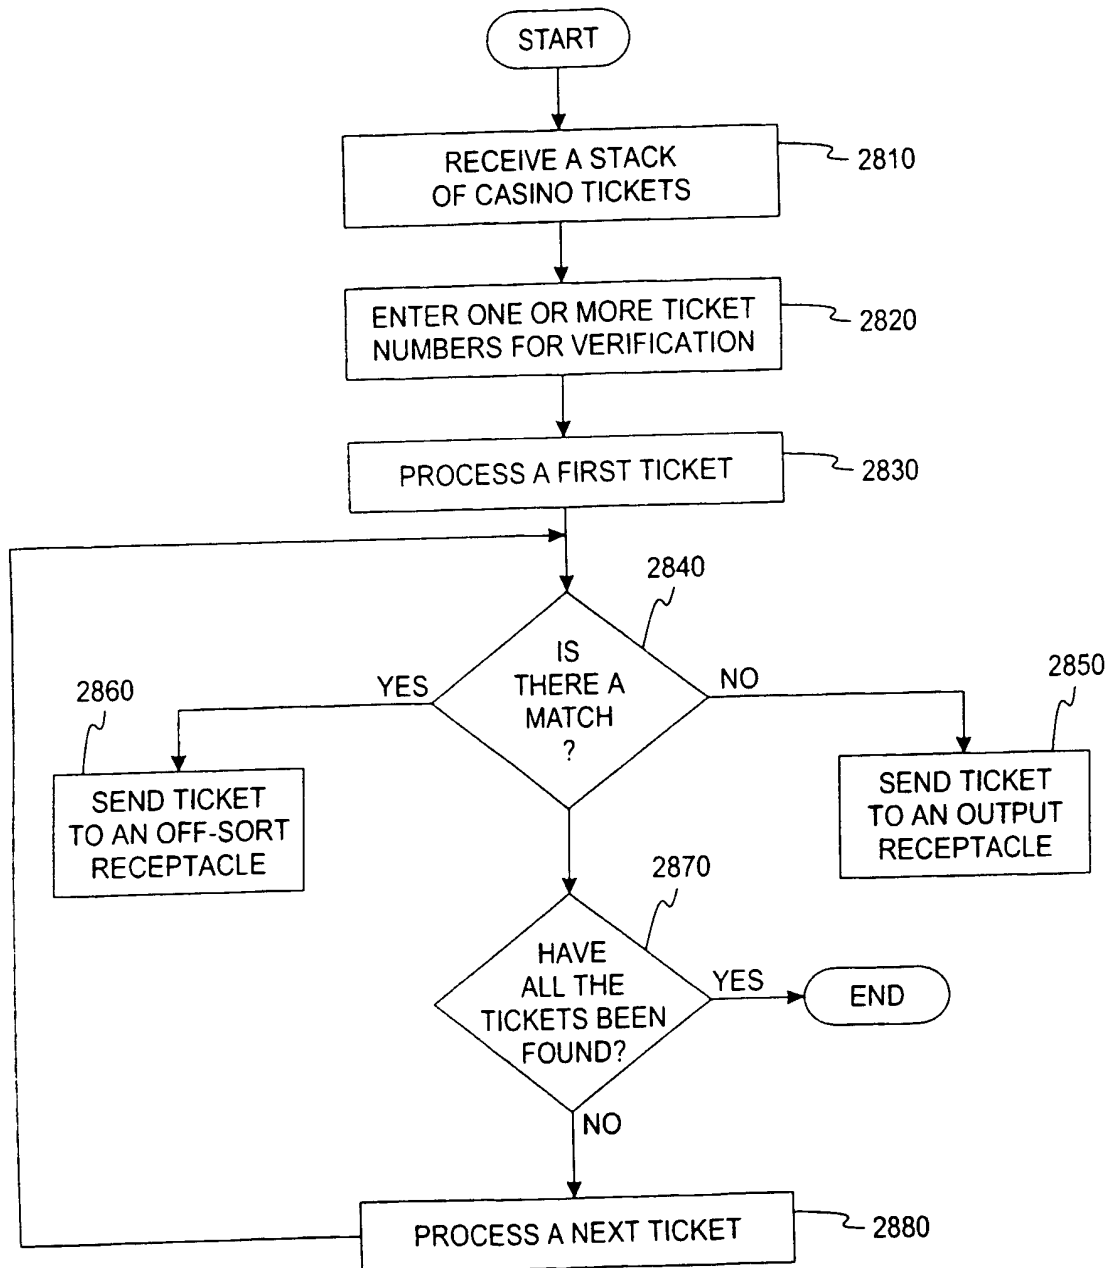 START
RECEIVE A STACK
OF CASINO TICKETS
2810
ENTER ONE OR MORE TICKET
NUMBERS FOR VERIFICATION
2820
PROCESS A FIRST TICKET
2830
2840
IS
THERE A
MATCH
?
YES
NO
2860
SEND TICKET
TO AN OFF-SORT
RECEPTACLE
2850
SEND TICKET
TO AN OUTPUT
RECEPTACLE
2870
HAVE
ALL THE
TICKETS BEEN
FOUND?
YES
END
NO
PROCESS A NEXT TICKET
2880